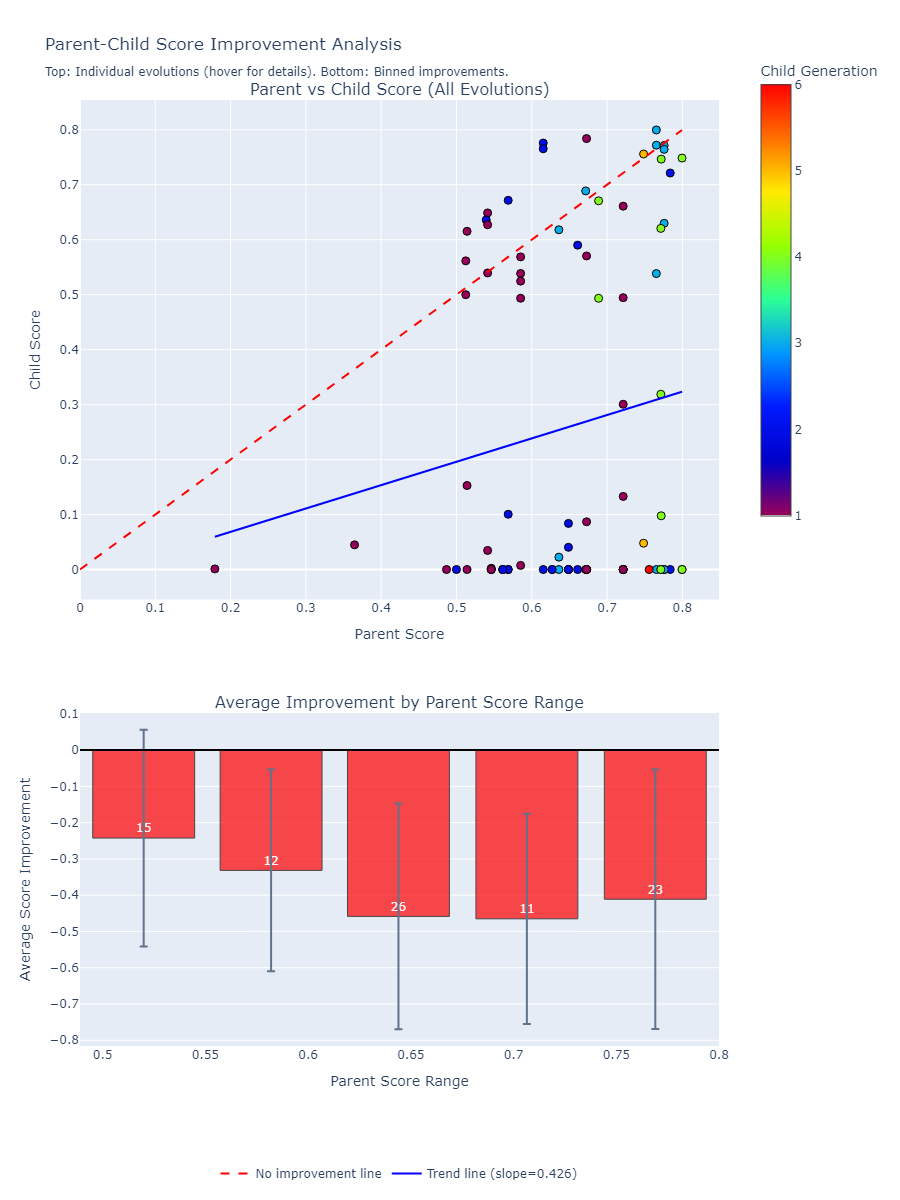 Parent-Child Score Improvement Analysis
Top: Individual evolutions (hover for details). Bottom: Binned improvements.
Parent vs Child Score (All Evolutions)
Child Generation
6
5
4
3
2
1
Child Score
0.8
0.7
0.6
0.5
0.4
0.3
0.2
0.1
0
0 0.1 0.2 0.3 0.4 0.5 0.6 0.7 0.8
Parent Score
Average Improvement by Parent Score Range
Average Score Improvement
0.1
0
−0.1
−0.2
−0.3
−0.4
−0.5
−0.6
−0.7
−0.8
15 12 26 11 23
0.5 0.55 0.6 0.65 0.7 0.75 0.8
Parent Score Range
No improvement line Trend line (slope=0.426)